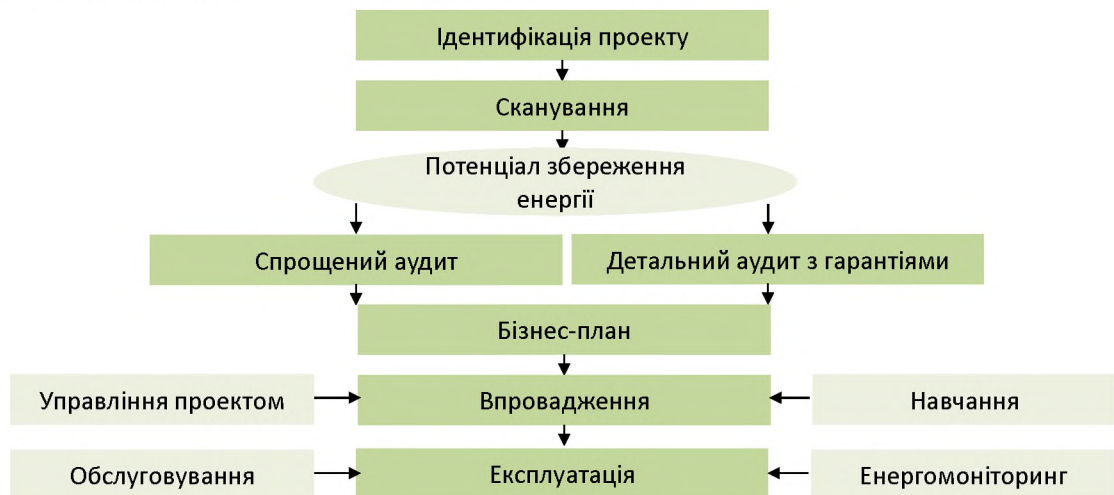 Ідентифікація проекту
Сканування
Потенціал збереження
енергії
Спрощений аудит
Детальний аудит з гарантіями
Бізнес-план
Управління проектом
Впровадження
Навчання
Обслуговування
Експлуатація
Енергомоніторинг